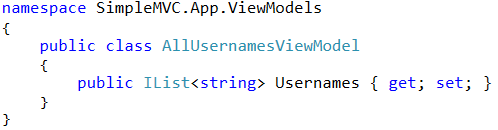 namespace SimpleMVC.App.ViewModels
{
    public class AllUsernamesViewModel
    {
        public IList<string> Usernames { get; set; }
    }
}